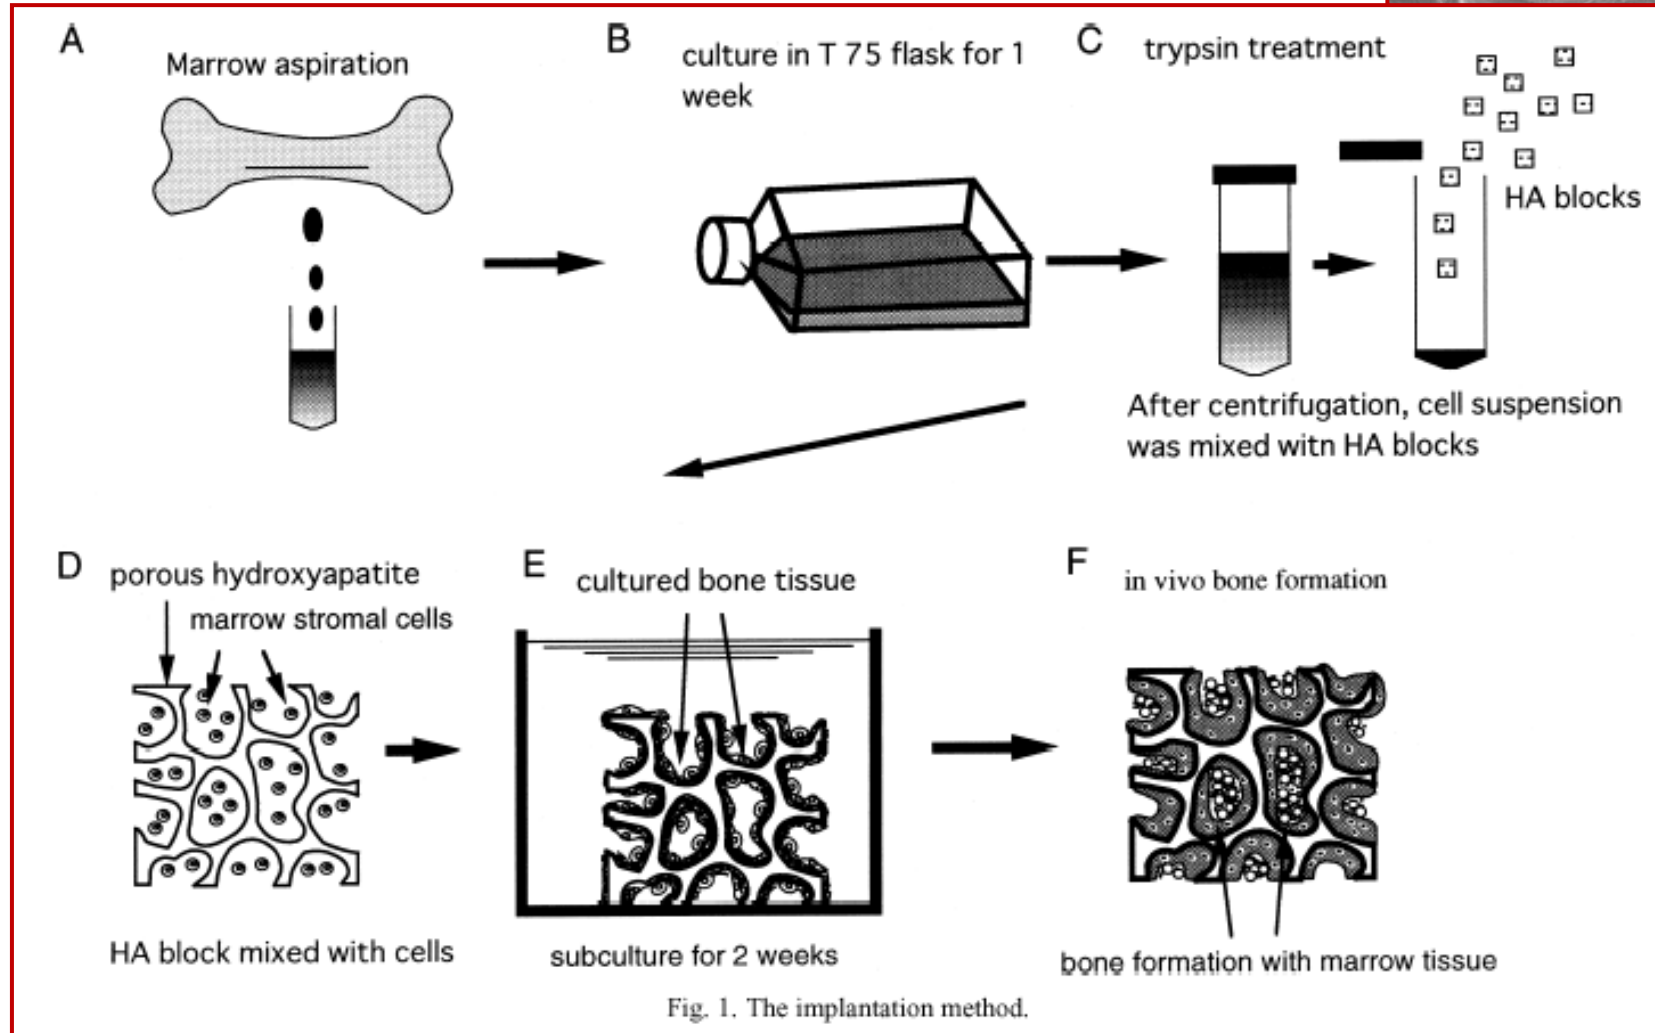 A
Marrow aspiration
B
culture in T 75 flask for 1
week
C
trypsin treatment
HA blocks
After centrifugation, cell suspension
was mixed witn HA blocks
D
porous hydroxyapatite
marrow stromal cells
HA block mixed with cells
E
cultured bone tissue
subculture for 2 weeks
F
in vivo bone formation
bone formation with marrow tissue
Fig. 1. The implantation method.